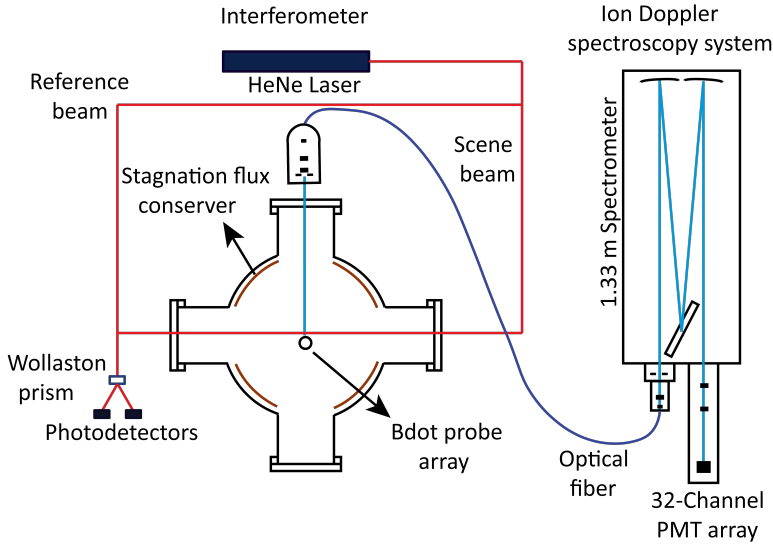 Interferometer
Ion Doppler
spectroscopy system
HeNe Laser
Reference
beam
Scene
beam
Stagnation flux
conserver
1.33 m Spectrometer
Wollaston
prism
Photodetectors
Bdot probe
array
Optical
fiber
32-Channel
PMT array